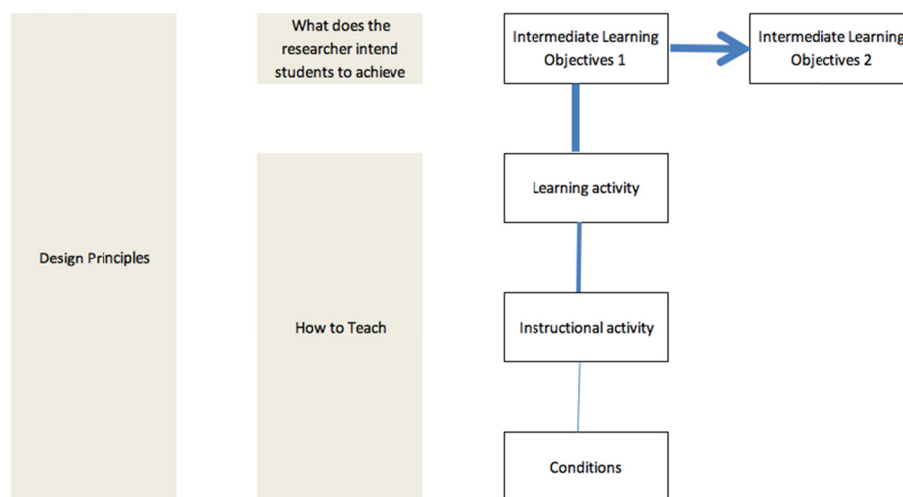 What does the
researcher intend
students to achieve
Intermediate Learning
Objectives 1
Intermediate Learning
Objectives 2
Learning activity
Design Principles
How to Teach
Instructional activity
Conditions